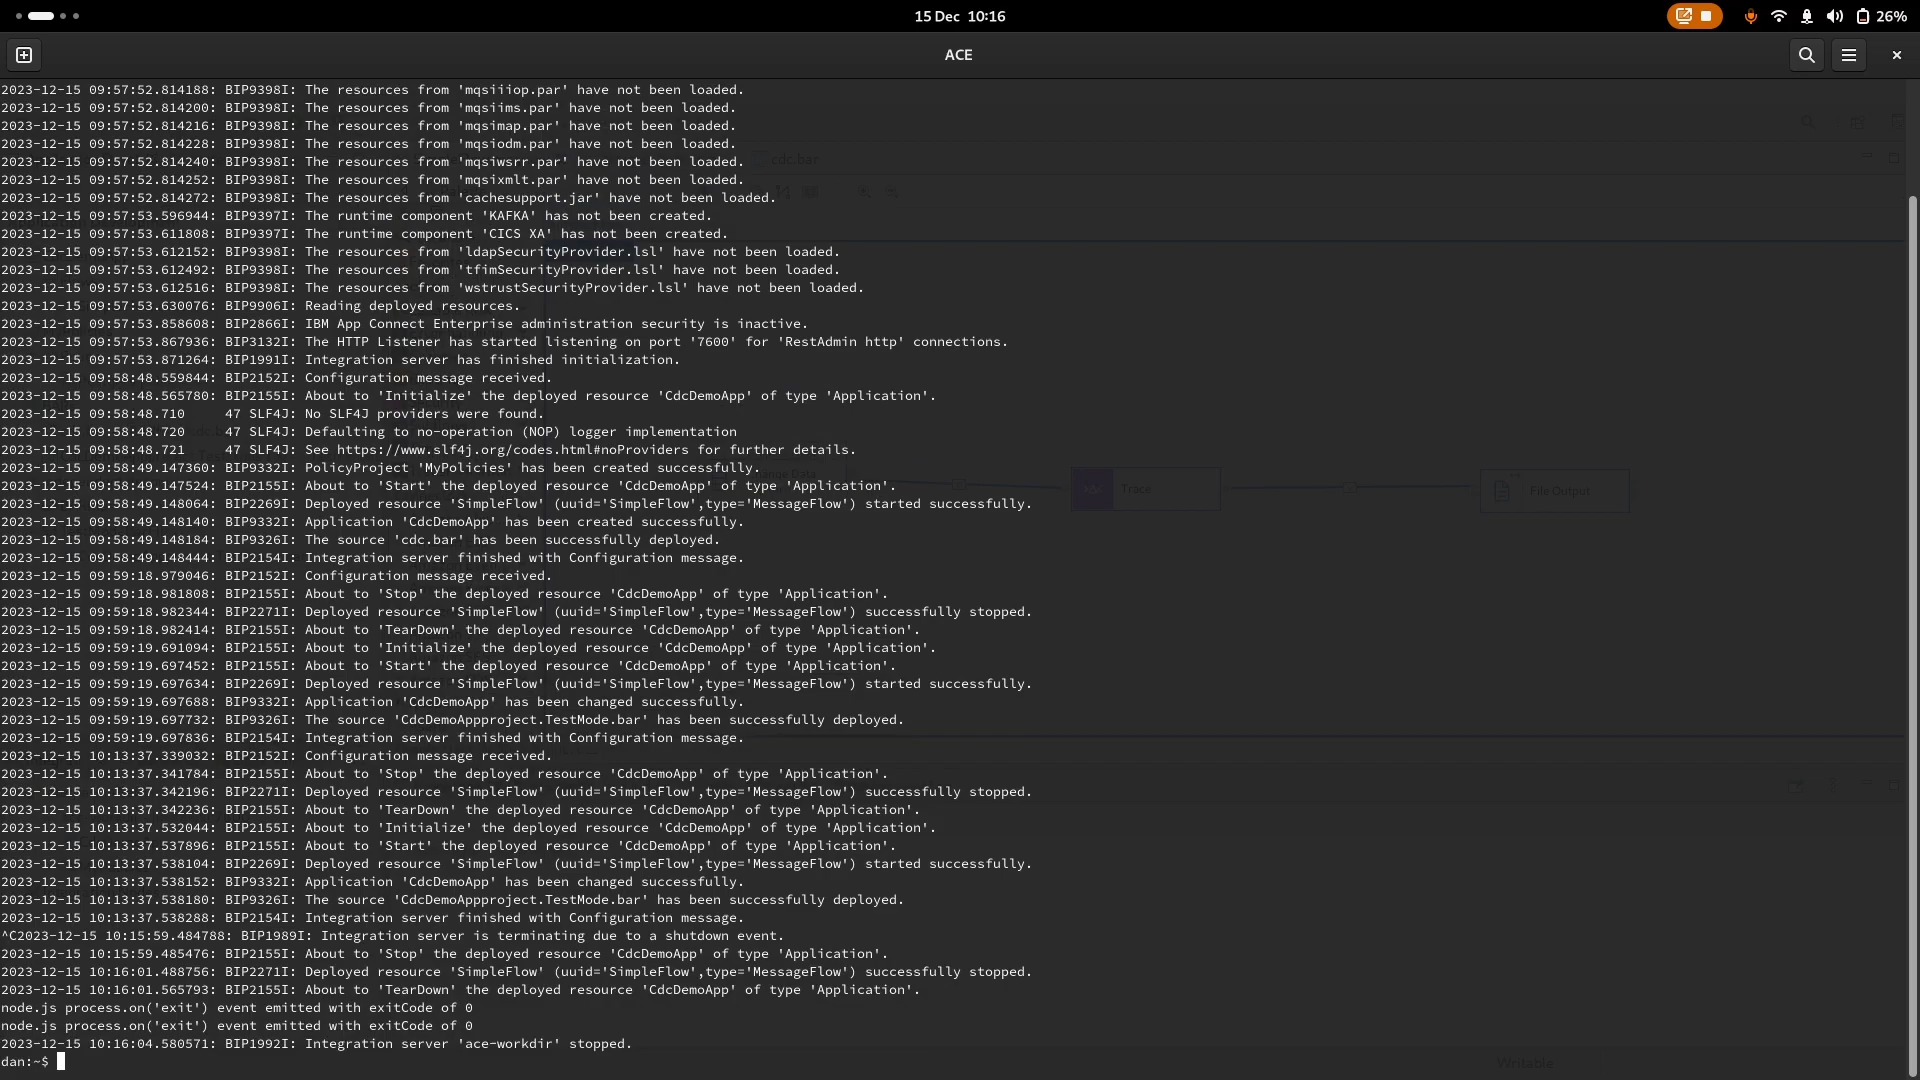 15 Dec 10:16
26%
ACE
2023-12-15 09:57:52.814188: BIP9398I: The resources from 'mqsiiiop.par' have not been loaded.
2023-12-15 09:57:52.814200: BIP9398I: The resources from 'mqsiims.par' have not been loaded.
2023-12-15 09:57:52.814216: BIP9398I: The resources from 'mqsimap.par' have not been loaded.
2023-12-15 09:57:52.814228: BIP9398I: The resources from 'mqsiodm.par' have not been loaded.
2023-12-15 09:57:52.814240: BIP9398I: The resources from 'mqsiwsrr.par' have not been loaded.
cdc.bar
2023-12-15 09:57:52.814252: BIP9398I: The resources from 'mqsixmlt.par' have not been loaded.
2023-12-15 09:57:52.814272: BIP9398I: The resources from 'cachesupport.jar' have not been loaded.
2023-12-15 09:57:53.596944: BIP9397I: The runtime component 'KAFKA' has not been created.
2023-12-15 09:57:53.611808: BIP9397I: The runtime component 'CICS XA' has not been created.
2023-12-15 09:57:53.612152: BIP9398I: The resources from 'ldapSecurityProvider.lsl' have not been loaded.
2023-12-15 09:57:53.612492: BIP9398I: The resources from 'tfimSecurityProvider.lsl' have not been loaded.
2023-12-15 09:57:53.612516: BIP9398I: The resources from 'wstrustSecurityProvider.lsl' have not been loaded.
2023-12-15 09:57:53.630076: BIP9906I: Reading deployed resources.
2023-12-15 09:57:53.858608: BIP2866I: IBM App Connect Enterprise administration security is inactive.
2023-12-15 09:57:53.867936: BIP3132I: The HTTP Listener has started listening on port '7600' for 'RestAdmin http' connections.
2023-12-15 09:57:53.871264: BIP1991I: Integration server has finished initialization.
2023-12-15 09:58:48.559844: BIP2152I: Configuration message received.
2023-12-15 09:58:48.565780: BIP2155I: About to 'Initialize' the deployed resource 'CdcDemoApp' of type 'Application'.
2023-12-15 09:58:48.710     47 SLF4J: No SLF4J providers were found.
2023-12-15 09:58:48.720     47 SLF4J: Defaulting to no-operation (NOP) logger implementation
2023-12-15 09:58:48.721     47 SLF4J: See https://www.slf4j.org/codes.html#noProviders for further details.
2023-12-15 09:58:49.147360: BIP9332I: PolicyProject 'MyPolicies' has been created successfully.
2023-12-15 09:58:49.147524: BIP2155I: About to 'Start' the deployed resource 'CdcDemoApp' of type 'Application'.
Trace
File Output
2023-12-15 09:58:49.148064: BIP2269I: Deployed resource 'SimpleFlow' (uuid='SimpleFlow',type='MessageFlow') started successfully.
2023-12-15 09:58:49.148140: BIP9332I: Application 'CdcDemoApp' has been created successfully.
2023-12-15 09:58:49.148184: BIP9326I: The source 'cdc.bar' has been successfully deployed.
2023-12-15 09:58:49.148444: BIP2154I: Integration server finished with Configuration message.
2023-12-15 09:59:18.979046: BIP2152I: Configuration message received.
2023-12-15 09:59:18.981808: BIP2155I: About to 'Stop' the deployed resource 'CdcDemoApp' of type 'Application'.
2023-12-15 09:59:18.982344: BIP2271I: Deployed resource 'SimpleFlow' (uuid='SimpleFlow',type='MessageFlow') successfully stopped.
2023-12-15 09:59:18.982414: BIP2155I: About to 'TearDown' the deployed resource 'CdcDemoApp' of type 'Application'.
2023-12-15 09:59:19.691094: BIP2155I: About to 'Initialize' the deployed resource 'CdcDemoApp' of type 'Application'.
2023-12-15 09:59:19.697452: BIP2155I: About to 'Start' the deployed resource 'CdcDemoApp' of type 'Application'.
2023-12-15 09:59:19.697634: BIP2269I: Deployed resource 'SimpleFlow' (uuid='SimpleFlow',type='MessageFlow') started successfully.
2023-12-15 09:59:19.697688: BIP9332I: Application 'CdcDemoApp' has been changed successfully.
2023-12-15 09:59:19.697732: BIP9326I: The source 'CdcDemoAppproject.TestMode.bar' has been successfully deployed.
2023-12-15 09:59:19.697836: BIP2154I: Integration server finished with Configuration message.
2023-12-15 10:13:37.339032: BIP2152I: Configuration message received.
2023-12-15 10:13:37.341784: BIP2155I: About to 'Stop' the deployed resource 'CdcDemoApp' of type 'Application'.
2023-12-15 10:13:37.342196: BIP2271I: Deployed resource 'SimpleFlow' (uuid='SimpleFlow',type='MessageFlow') successfully stopped.
2023-12-15 10:13:37.342236: BIP2155I: About to 'TearDown' the deployed resource 'CdcDemoApp' of type 'Application'.
2023-12-15 10:13:37.532044: BIP2155I: About to 'Initialize' the deployed resource 'CdcDemoApp' of type 'Application'.
2023-12-15 10:13:37.537896: BIP2155I: About to 'Start' the deployed resource 'CdcDemoApp' of type 'Application'.
2023-12-15 10:13:37.538104: BIP2269I: Deployed resource 'SimpleFlow' (uuid='SimpleFlow',type='MessageFlow') started successfully.
2023-12-15 10:13:37.538152: BIP9332I: Application 'CdcDemoApp' has been changed successfully.
2023-12-15 10:13:37.538180: BIP9326I: The source 'CdcDemoAppproject.TestMode.bar' has been successfully deployed.
2023-12-15 10:13:37.538288: BIP2154I: Integration server finished with Configuration message.
^C2023-12-15 10:15:59.484788: BIP1989I: Integration server is terminating due to a shutdown event.
2023-12-15 10:15:59.485476: BIP2155I: About to 'Stop' the deployed resource 'CdcDemoApp' of type 'Application'.
2023-12-15 10:16:01.488756: BIP2271I: Deployed resource 'SimpleFlow' (uuid='SimpleFlow',type='MessageFlow') successfully stopped.
2023-12-15 10:16:01.565793: BIP2155I: About to 'TearDown' the deployed resource 'CdcDemoApp' of type 'Application'.
node.js process.on('exit') event emitted with exitCode of 0
node.js process.on('exit') event emitted with exitCode of 0
2023-12-15 10:16:04.580571: BIP1992I: Integration server 'ace-workdir' stopped.
dan:~$
Writable